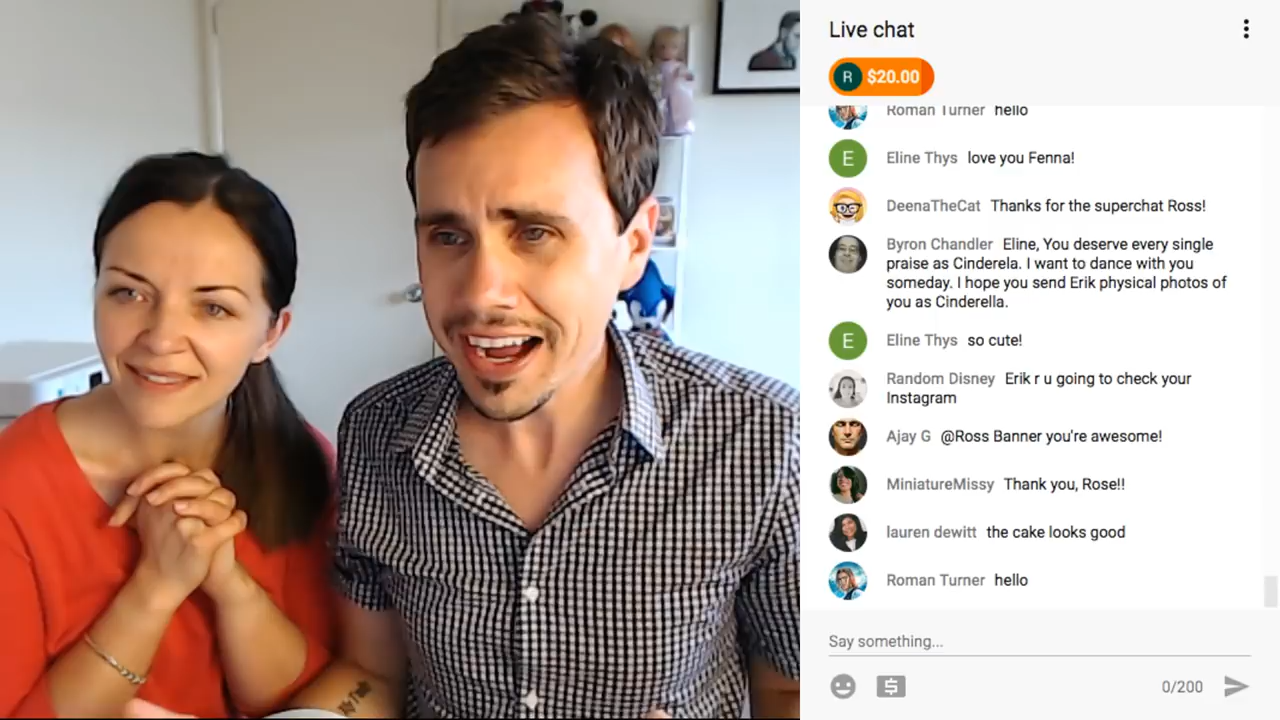 Live chat
R $20.00
Roman Turner hello
E Eline Thys love you Fenna!
DeenaTheCat Thanks for the superchat Ross!
Byron Chandler Eline, You deserve every single
praise as Cinderela. I want to dance with you
someday. I hope you send Erik physical photos of
you as Cinderella.
E Eline Thys so cute!
Random Disney Erik r u going to check your
Instagram
Ajay G @Ross Banner you're awesome!
MiniatureMissy Thank you, Rose!!
lauren dewitt the cake looks good
Roman Turner hello
Say something...
$ 0/200